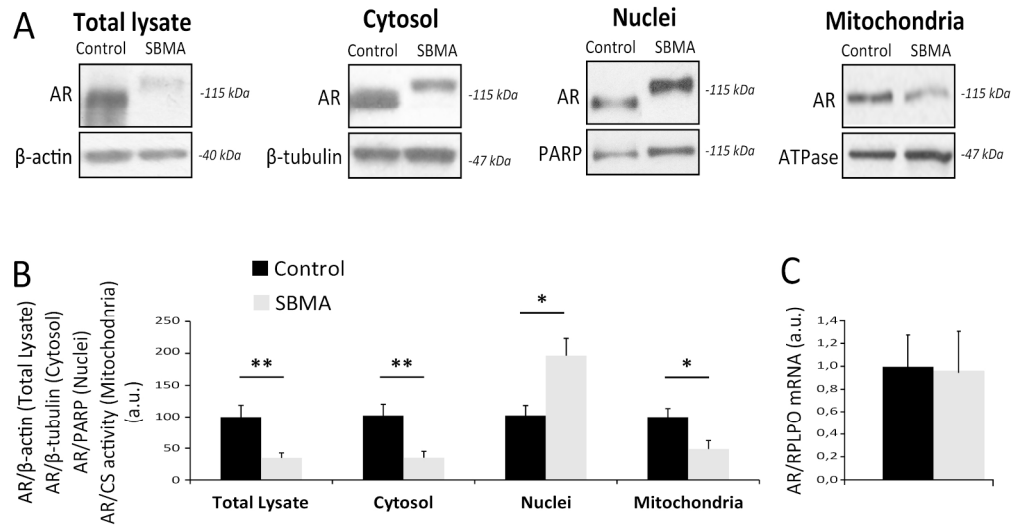 A
Total lysate
Control SBMA
AR
-115 kDa
β-actin
-40 kDa
Cytosol
Control SBMA
AR
-115 kDa
β-tubulin
-47 kDa
Nuclei
Control SBMA
AR
-115 kDa
PARP
-115 kDa
Mitochondria
Control SBMA
AR
-115 kDa
ATPase
-47 kDa
B
Control
SBMA
AR/β-actin (Total Lysate)
AR/β-tubulin (Cytosol)
AR/PARP (Nuclei)
AR/CS activity (Mitochodnria)
(a.u.)
250
200
150
100
50
0
**
**
*
*
Total Lysate Cytosol Nuclei Mitochondria
C
AR/RPLPO mRNA (a.u.)
1,4
1,2
1,0
0,8
0,6
0,4
0,2
0,0